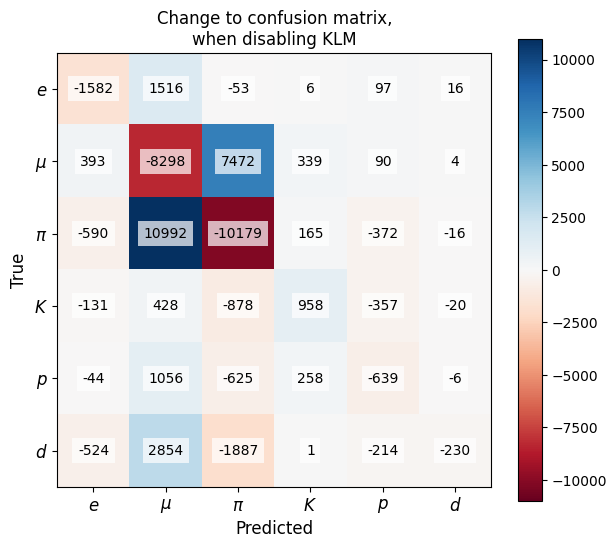 Change to confusion matrix,
when disabling KLM
True
e -1582 1516 -53 6 97 16
μ 393 -8298 7472 339 90 4
π -590 10992 -10179 165 -372 -16
K -131 428 -878 958 -357 -20
p -44 1056 -625 258 -639 -6
d -524 2854 -1887 1 -214 -230
e μ π K p d
Predicted
10000
7500
5000
2500
0
−2500
−5000
−7500
−10000